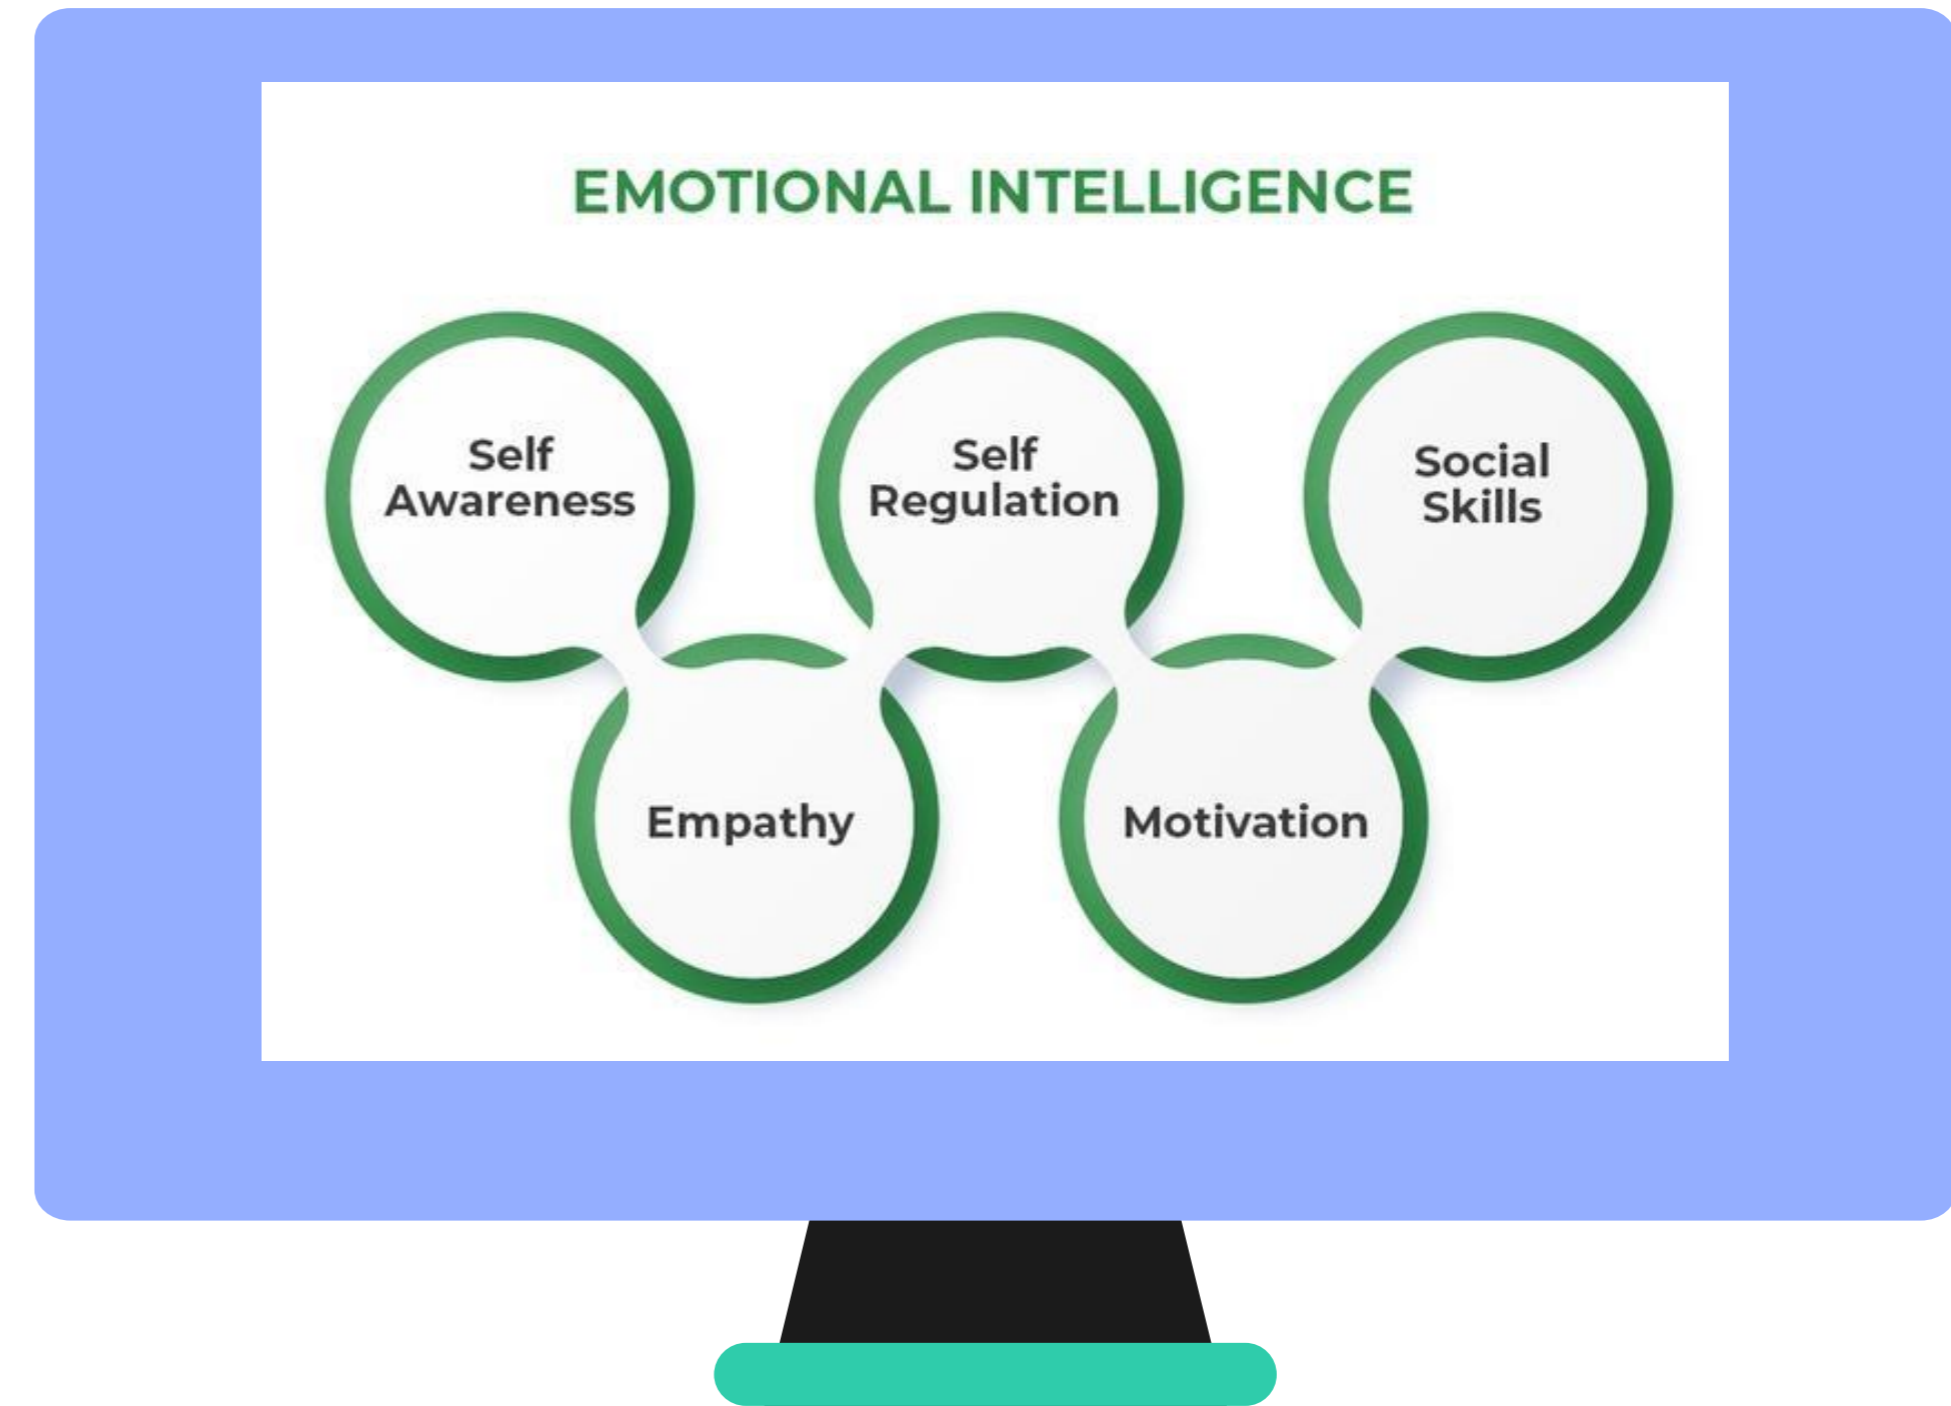 EMOTIONAL INTELLIGENCE
Self
Awareness
Self
Regulation
Social
Skills
Empathy
Motivation